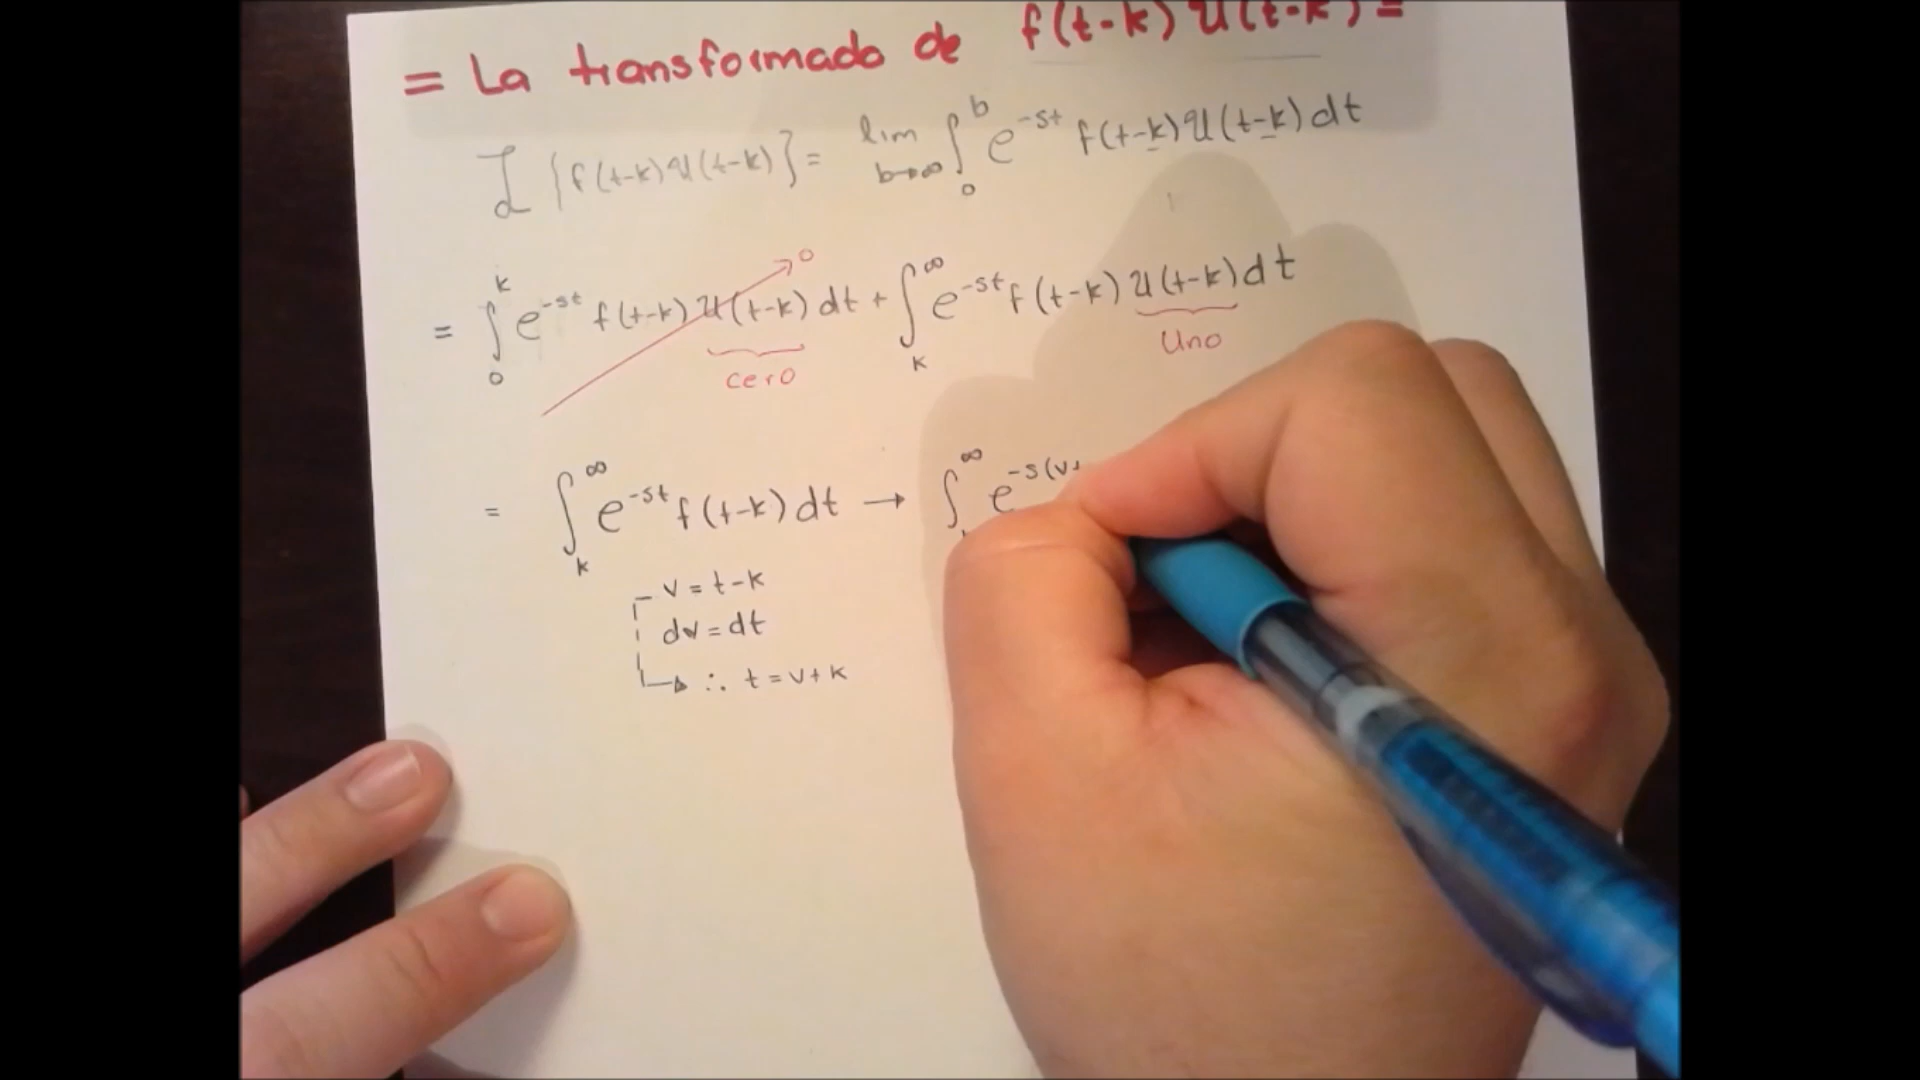 = La transformada de f(t-k) U(t-k) =
ℒ {f(t-k) U(t-k)} = lim b→∞ ∫₀ᵇ e^-st f(t-k) U(t-k) dt
= ∫₀ᵏ e^-st f(t-k) U(t-k) dt + ∫ₖ^∞ e^-st f(t-k) U(t-k) dt
0
cero
Uno
= ∫ₖ^∞ e^-st f(t-k) dt → ∫^∞ e^-s(v+
v = t-k
dv = dt
∴ t = v+k